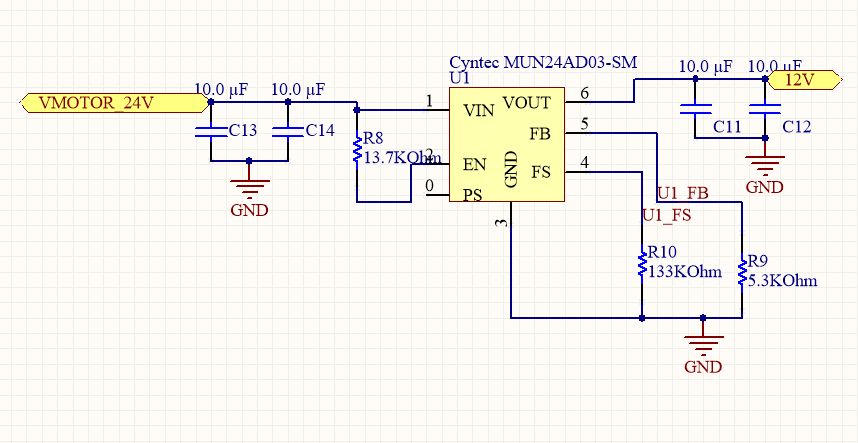 Cyntec MUN24AD03-SM
U1
10.0 µF
10.0 µF
10.0 µF
10.0 µF
VMOTOR_24V
12V
1
VIN
VOUT
6
C13
C14
R8
13.7KOhm
FB
5
C11
C12
2
EN
GND
FS
4
0
PS
GND
GND
3
U1_FB
U1_FS
R10
133KOhm
R9
5.3KOhm
GND